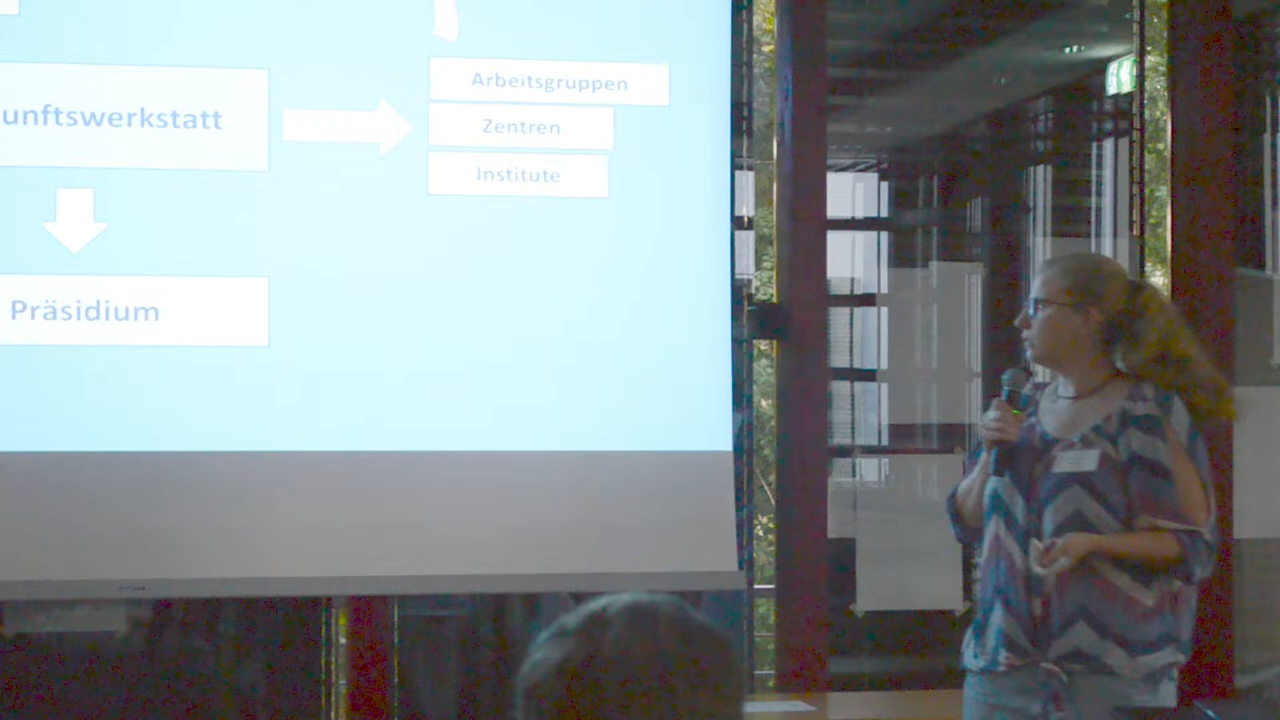 Arbeitsgruppen
unftswerkstatt
Zentren
Institute
Präsidium